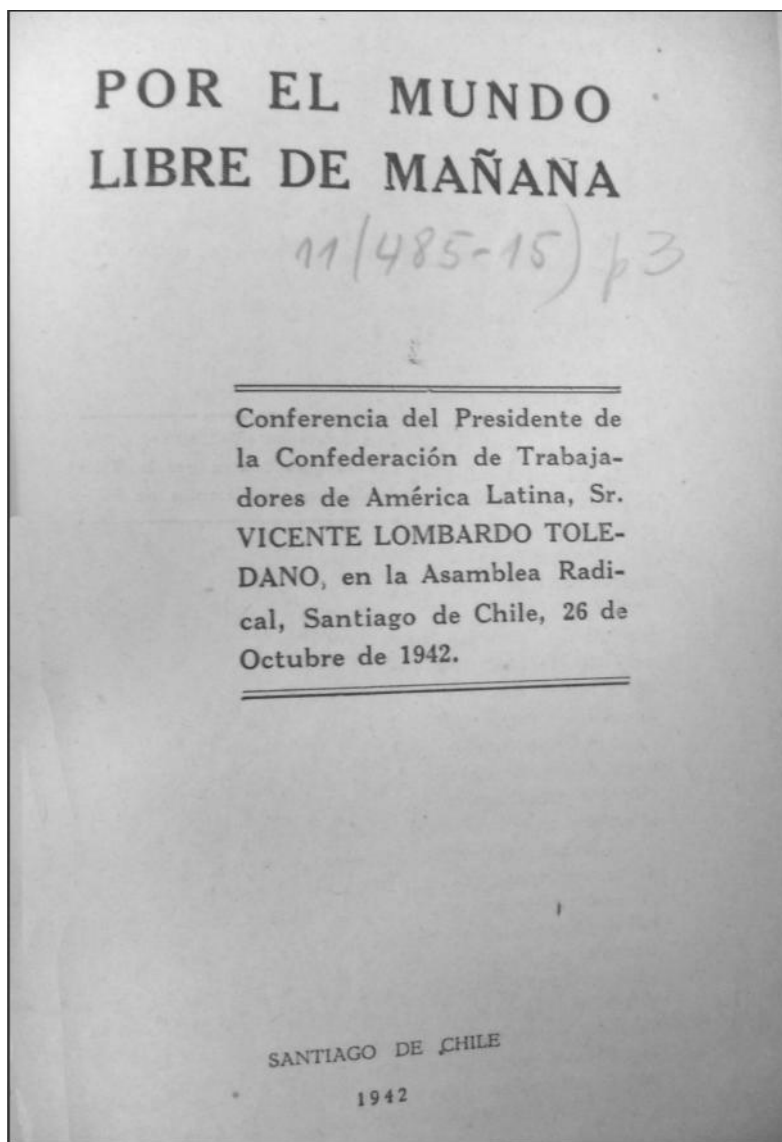 POR EL MUNDO
LIBRE DE MAÑANA
11(485-15) p3
Conferencia del Presidente de
la Confederación de Trabaja-
dores de América Latina, Sr.
VICENTE LOMBARDO TOLE-
DANO, en la Asamblea Radi-
cal, Santiago de Chile, 26 de
Octubre de 1942.
SANTIAGO DE CHILE
1942